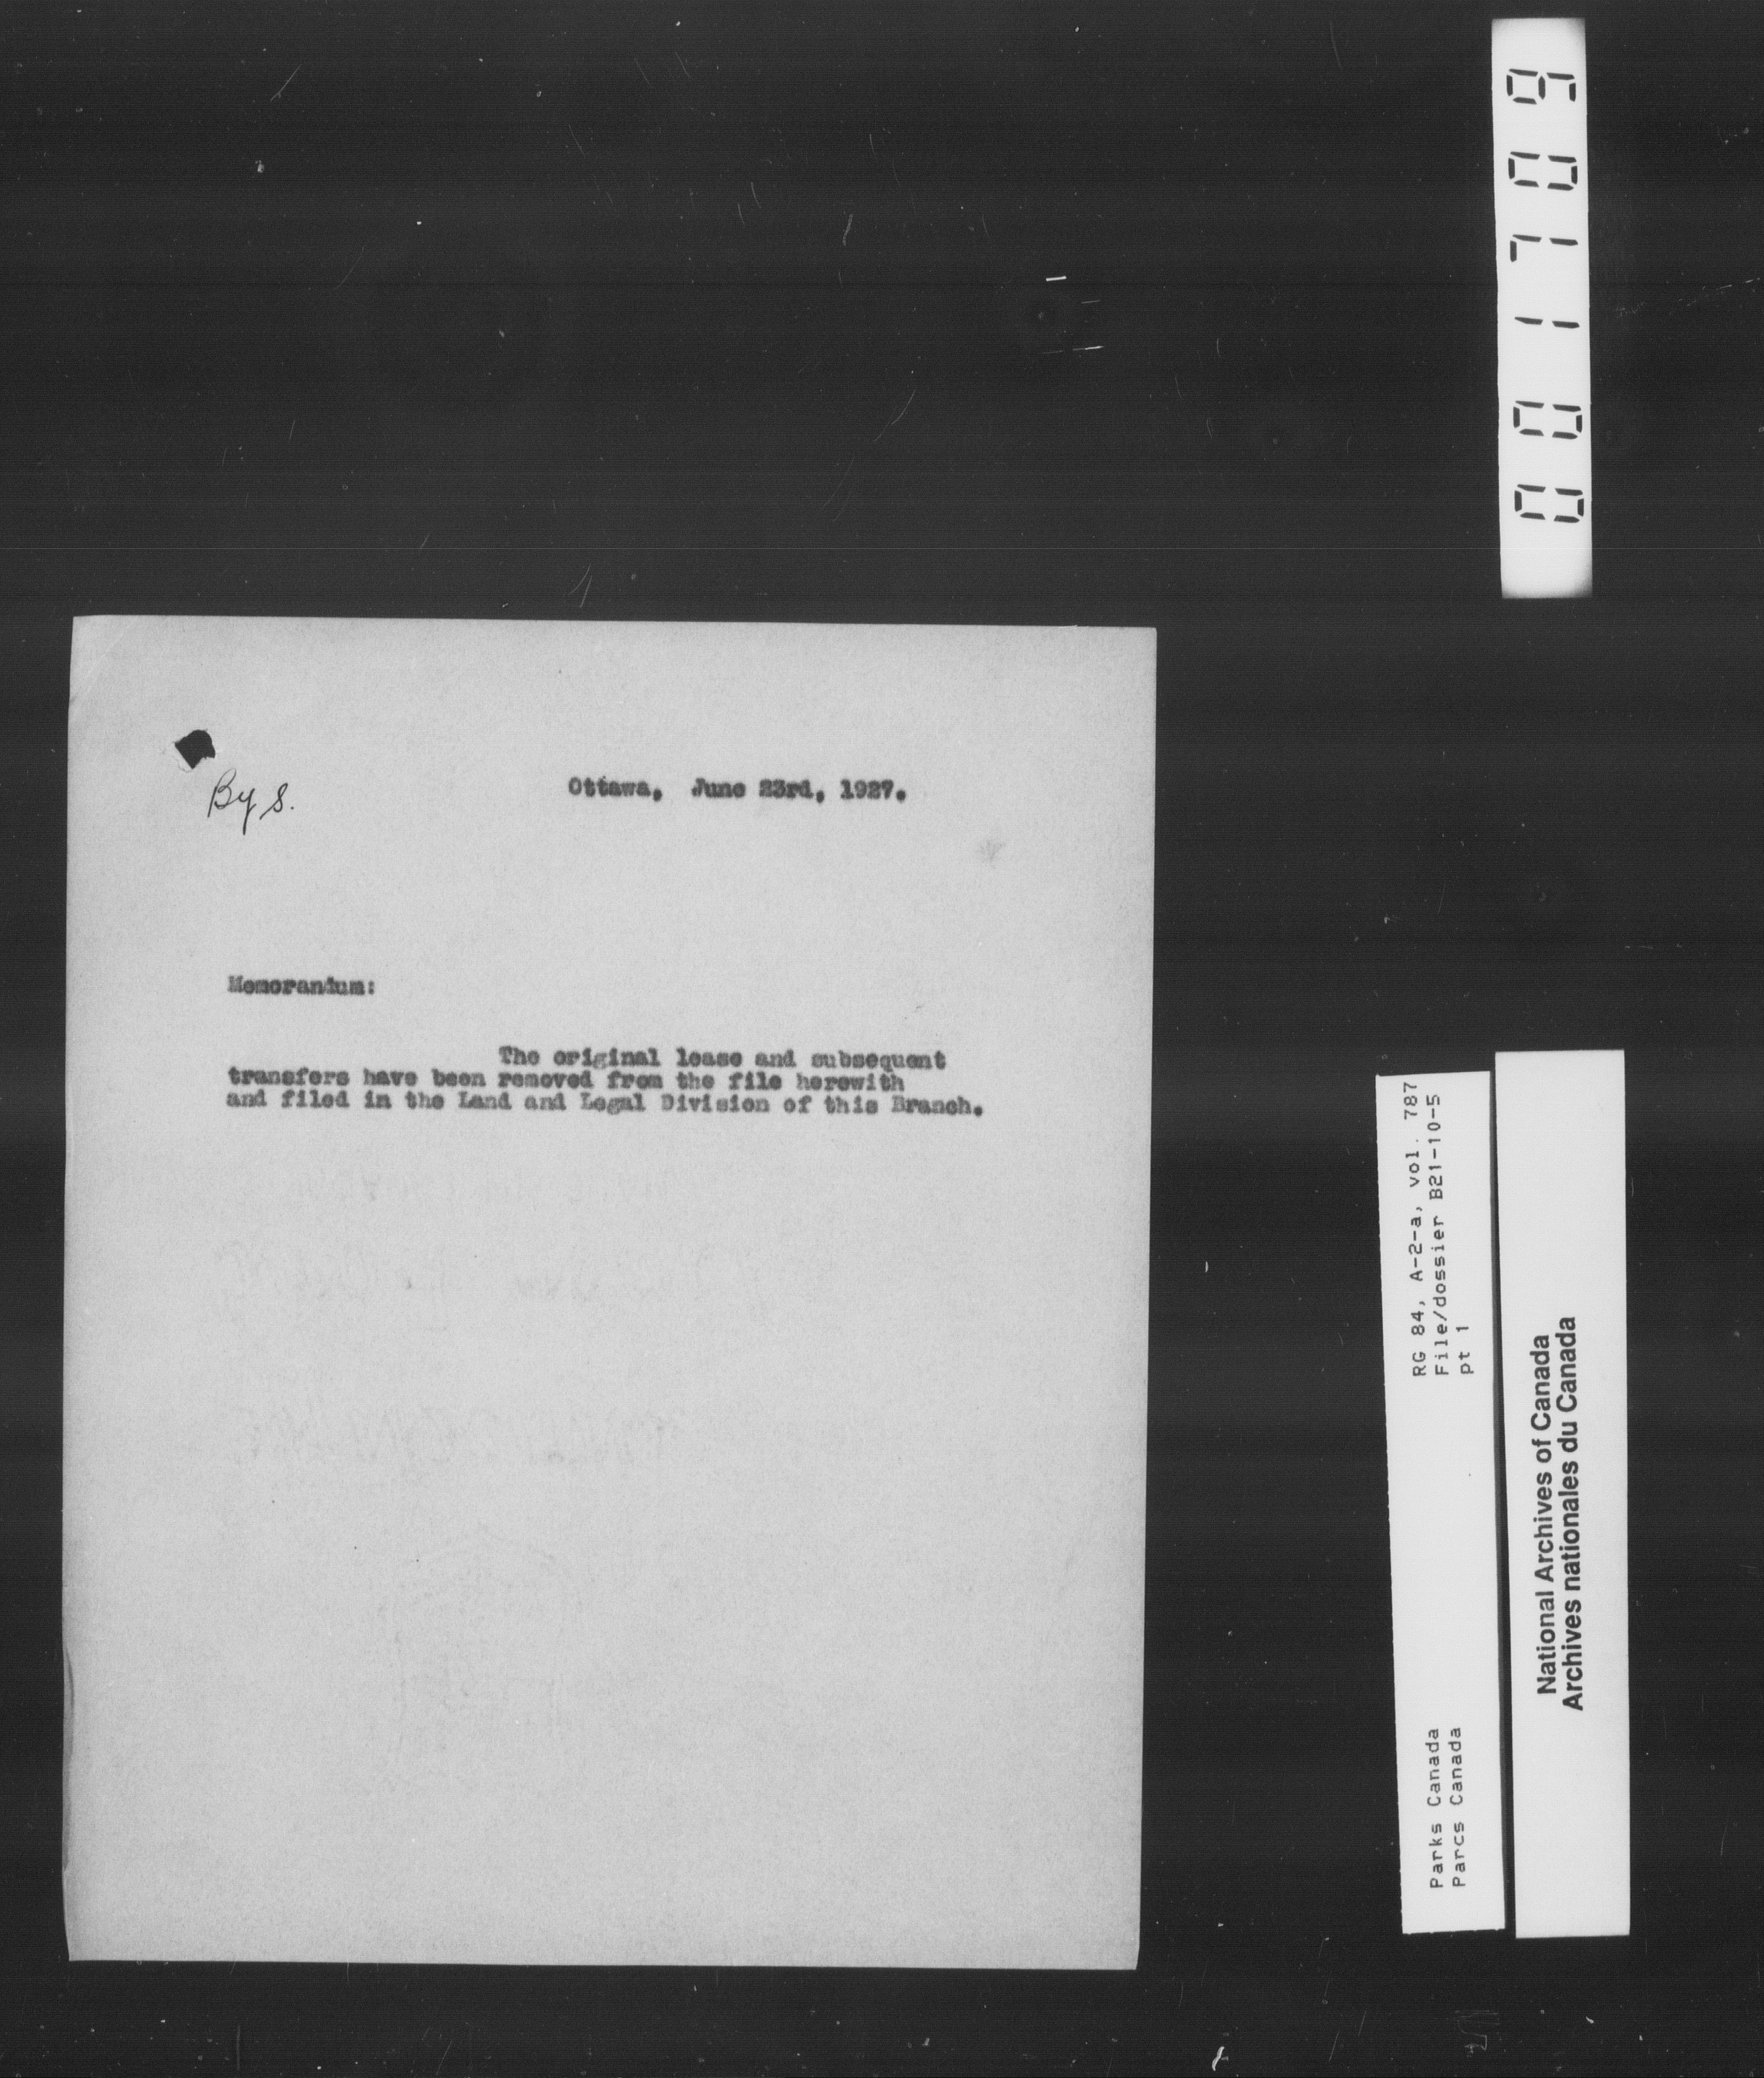 By S.
Ottawa, June 23rd, 1927.
Memorandum:
The original lease and subsequent
transfers have been removed from the file herewith
and filed in the Land and Legal Division of this Branch.
001709
RG 84, A-2-a, vol. 787
File/dossier B21-10-5
pt 1
Parks Canada
Parcs Canada
National Archives of Canada
Archives nationales du Canada